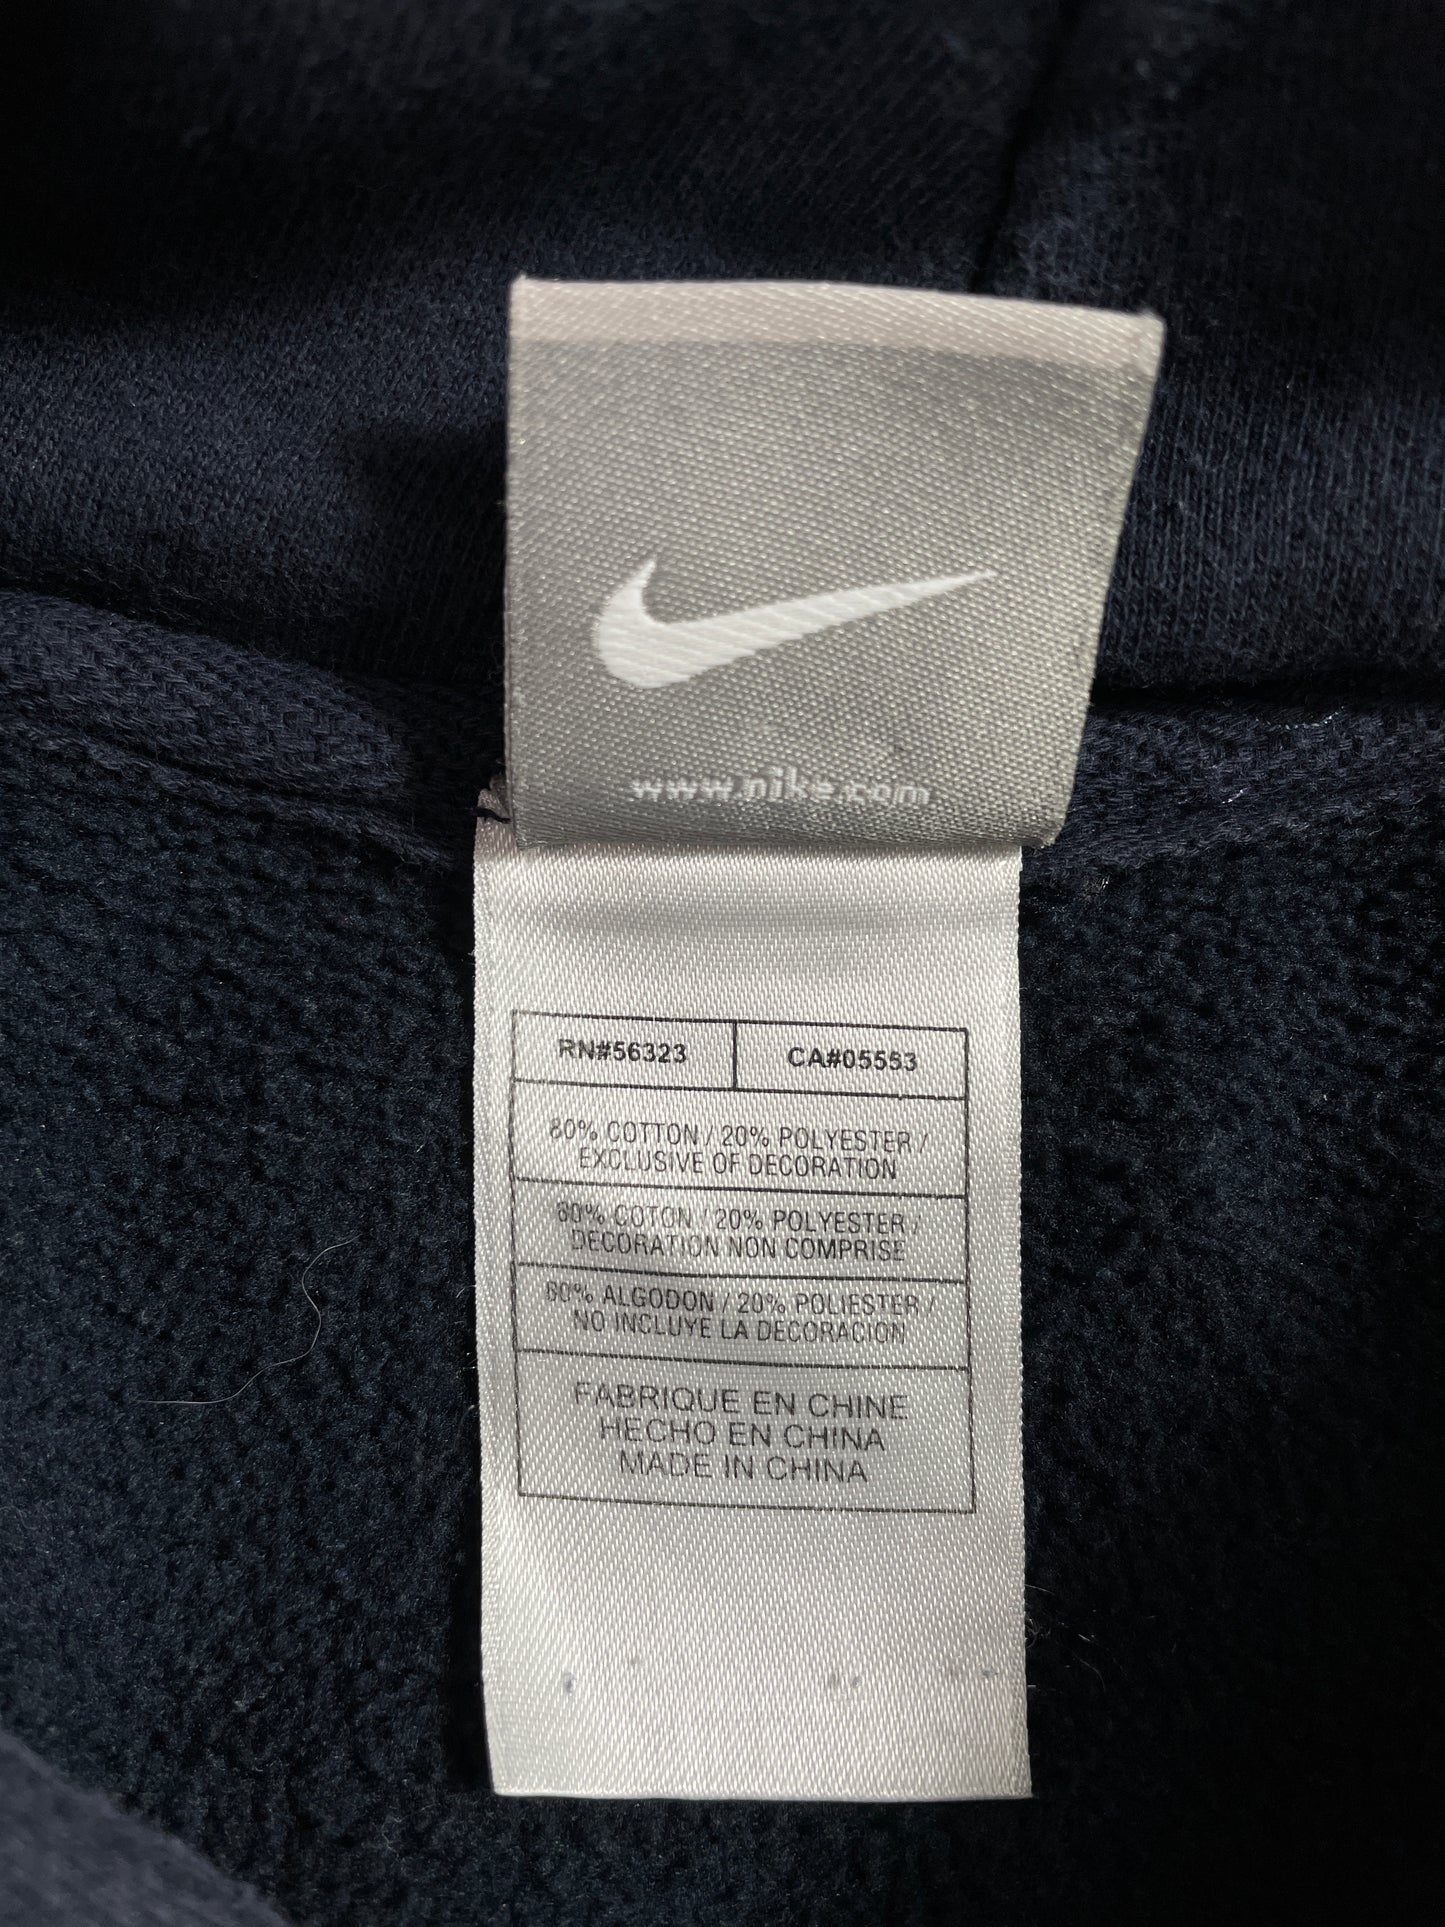 www.nike.com
RN#56323
CA#05553
80% COTTON / 20% POLYESTER /
EXCLUSIVE OF DECORATION
80% COTON / 20% POLYESTER /
DECORATION NON COMPRISE
80% ALGODON / 20% POLIESTER /
NO INCLUYE LA DECORACION
FABRIQUE EN CHINE
HECHO EN CHINA
MADE IN CHINA